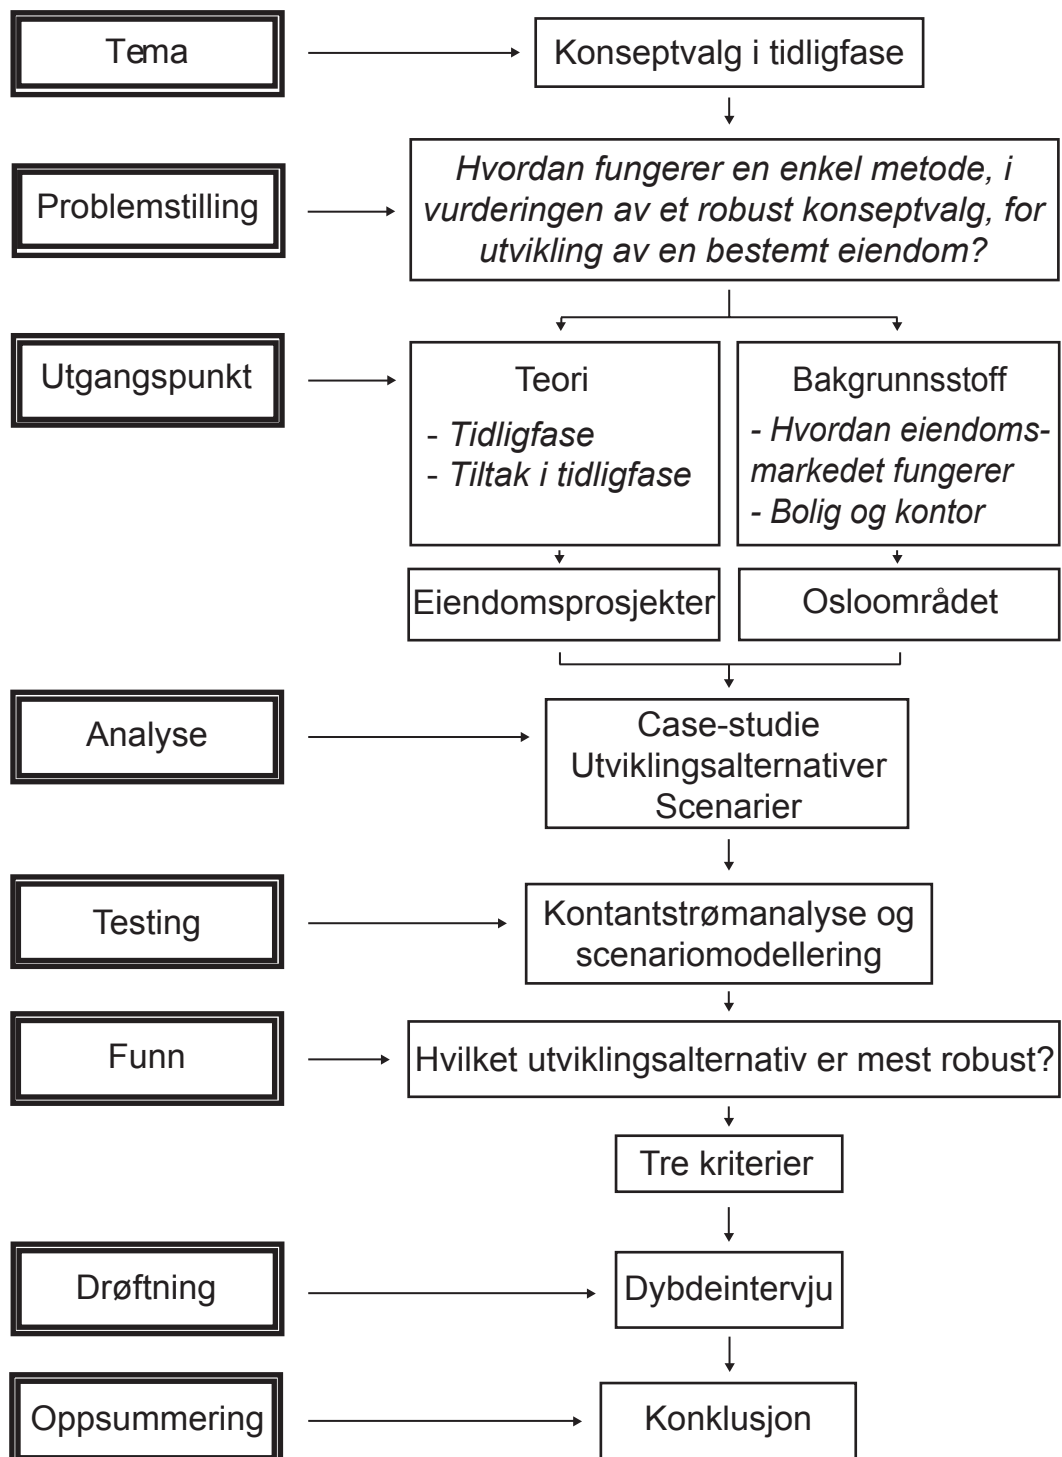 Tema
Konseptvalg i tidligfase
Problemstilling
Hvordan fungerer en enkel metode, i
vurderingen av et robust konseptvalg, for
utvikling av en bestemt eiendom?
Utgangspunkt
Teori
- Tidligfase
- Tiltak i tidligfase
Bakgrunnsstoff
- Hvordan eiendoms-
markedet fungerer
- Bolig og kontor
Eiendomsprosjekter
Osloområdet
Analyse
Case-studie
Utviklingsalternativer
Scenarier
Testing
Kontantstrømanalyse og
scenariomodellering
Funn
Hvilket utviklingsalternativ er mest robust?
Tre kriterier
Drøftning
Dybdeintervju
Oppsummering
Konklusjon